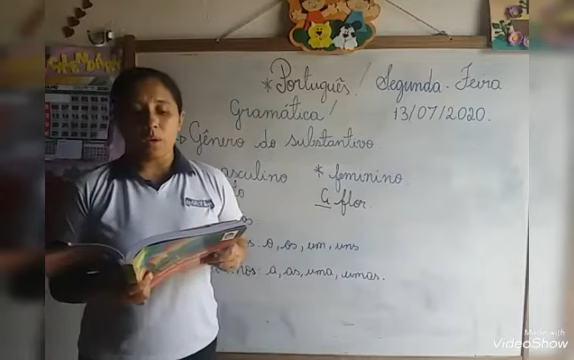 * Português! Segunda-Feira
Gramática! 13/07/2020.
Gênero do substantivo
* feminino.
a flor.
o, os, um, uns
a, as, uma, umas.
Made with
VideoShow